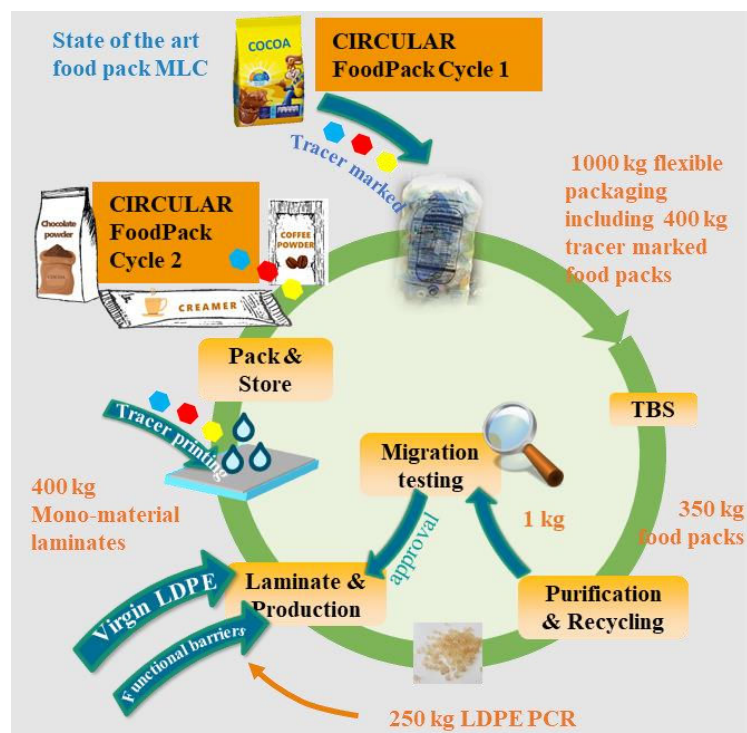 State of the art
food pack MLC
COCOA
CIRCULAR
FoodPack Cycle 1
Tracer marked
1000 kg flexible
packaging
including 400 kg
tracer marked
food packs
CIRCULAR
FoodPack
Cycle 2
Chocolate
powder
COCOA
COFFEE
POWDER
CREAMER
Pack &
Store
TBS
Tracer printing
Migration
testing
400 kg
Mono-material
laminates
1 kg
350 kg
food packs
approval
Laminate &
Production
Purification
& Recycling
Virgin LDPE
Functional barriers
250 kg LDPE PCR